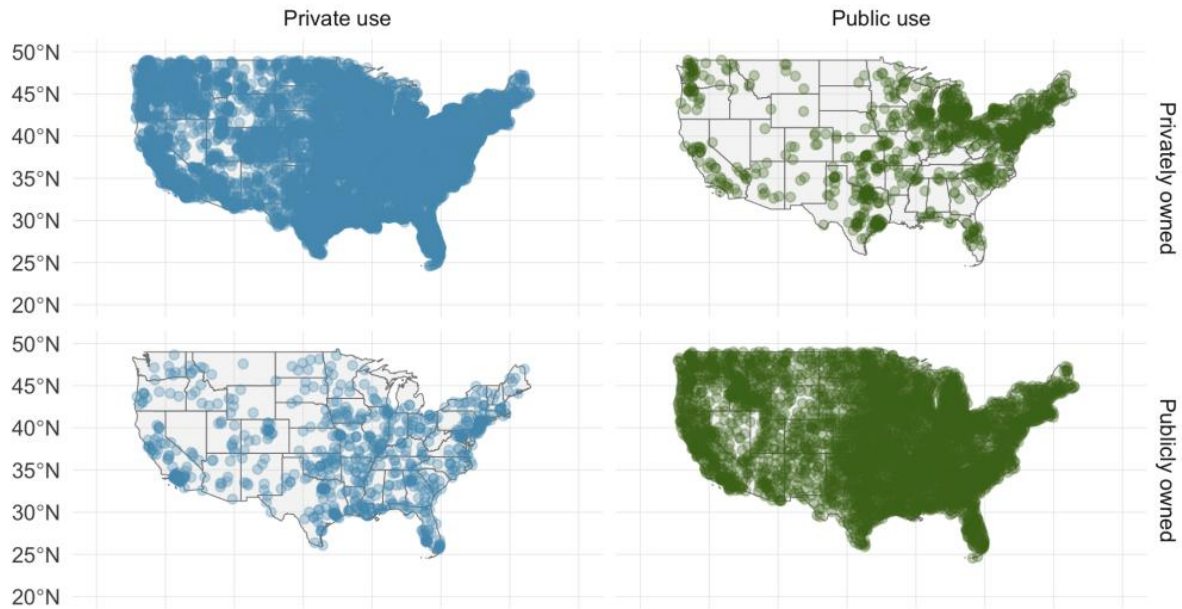 Private use
Public use
50°N
45°N
40°N
35°N
30°N
25°N
20°N
Privately owned
50°N
45°N
40°N
35°N
30°N
25°N
20°N
Publicly owned